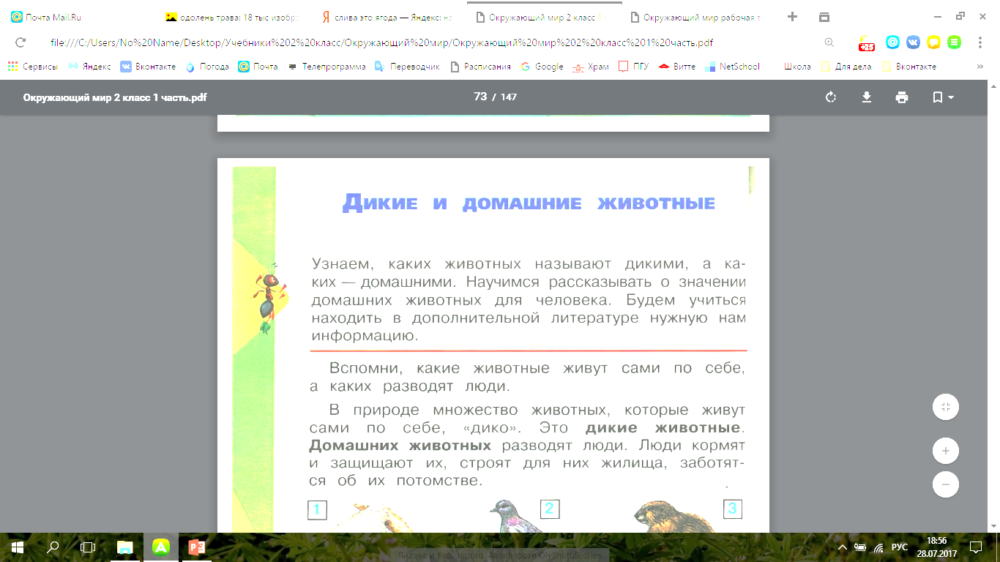 Почта Mail.Ru
одолень трава: 18 тыс изобр
слива это ягода — Яндекс: на
Окружающий мир 2 класс 1
Окружающий мир рабочая т
file:///C:/Users/No%20Name/Desktop/Учебники%202%20класс/Окружающий%20мир/Окружающий%20мир%202%20класс%201%20часть.pdf
+23
Сервисы Яндекс Вконтакте Погода Почта Телепрограмма Переводчик Расписания Google Храм ПГУ Витте NetSchool Школа Для дела Вконтакте »
Окружающий мир 2 класс 1 часть.pdf
73 / 147
Дикие и домашние животные
Узнаем, каких животных называют дикими, а ка-
ких — домашними. Научимся рассказывать о значении
домашних животных для человека. Будем учиться
находить в дополнительной литературе нужную нам
информацию.
Вспомни, какие животные живут сами по себе,
а каких разводят люди.
В природе множество животных, которые живут
сами по себе, «дико». Это дикие животные.
Домашних животных разводят люди. Люди кормят
и защищают их, строят для них жилища, заботят-
ся об их потомстве.
1 2 3
РУС
18:56
28.07.2017